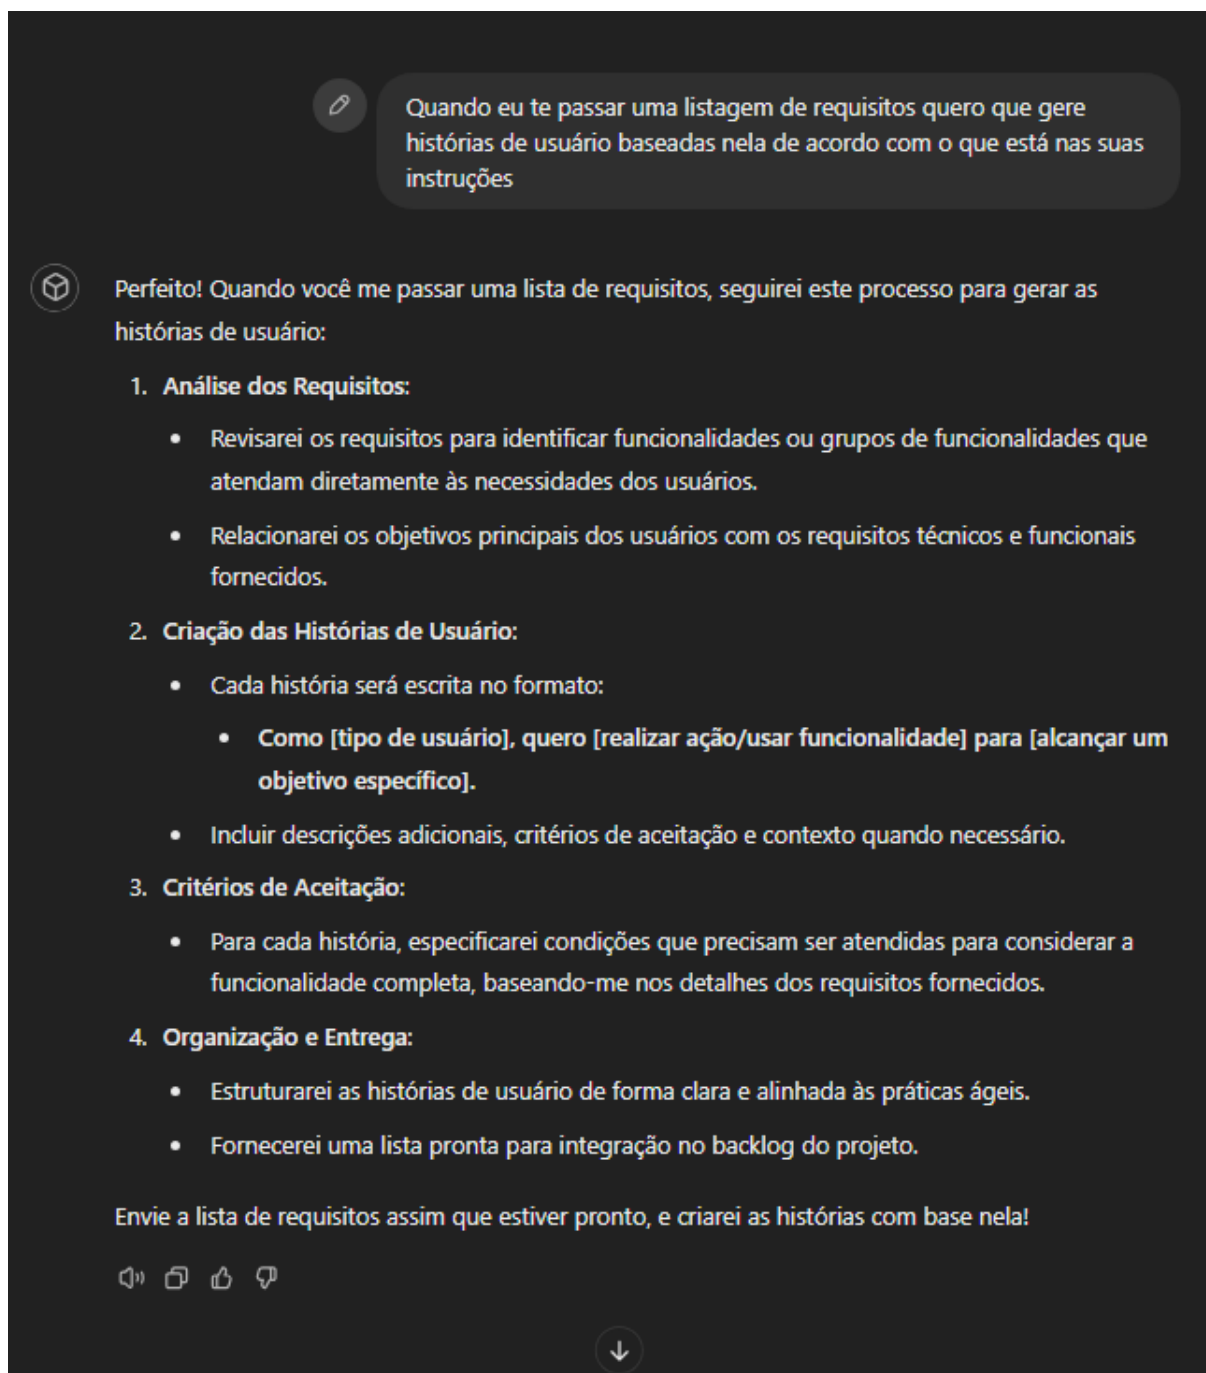 Quando eu te passar uma listagem de requisitos quero que gere
histórias de usuário baseadas nela de acordo com o que está nas suas
instruções
Perfeito! Quando você me passar uma lista de requisitos, seguirei este processo para gerar as
histórias de usuário:
1. Análise dos Requisitos:
• Revisarei os requisitos para identificar funcionalidades ou grupos de funcionalidades que
atendam diretamente às necessidades dos usuários.
• Relacionarei os objetivos principais dos usuários com os requisitos técnicos e funcionais
fornecidos.
2. Criação das Histórias de Usuário:
• Cada história será escrita no formato:
• Como [tipo de usuário], quero [realizar ação/usar funcionalidade] para [alcançar um
objetivo específico].
• Incluir descrições adicionais, critérios de aceitação e contexto quando necessário.
3. Critérios de Aceitação:
• Para cada história, especificarei condições que precisam ser atendidas para considerar a
funcionalidade completa, baseando-me nos detalhes dos requisitos fornecidos.
4. Organização e Entrega:
• Estruturarei as histórias de usuário de forma clara e alinhada às práticas ágeis.
• Fornecerei uma lista pronta para integração no backlog do projeto.
Envie a lista de requisitos assim que estiver pronto, e criarei as histórias com base nela!